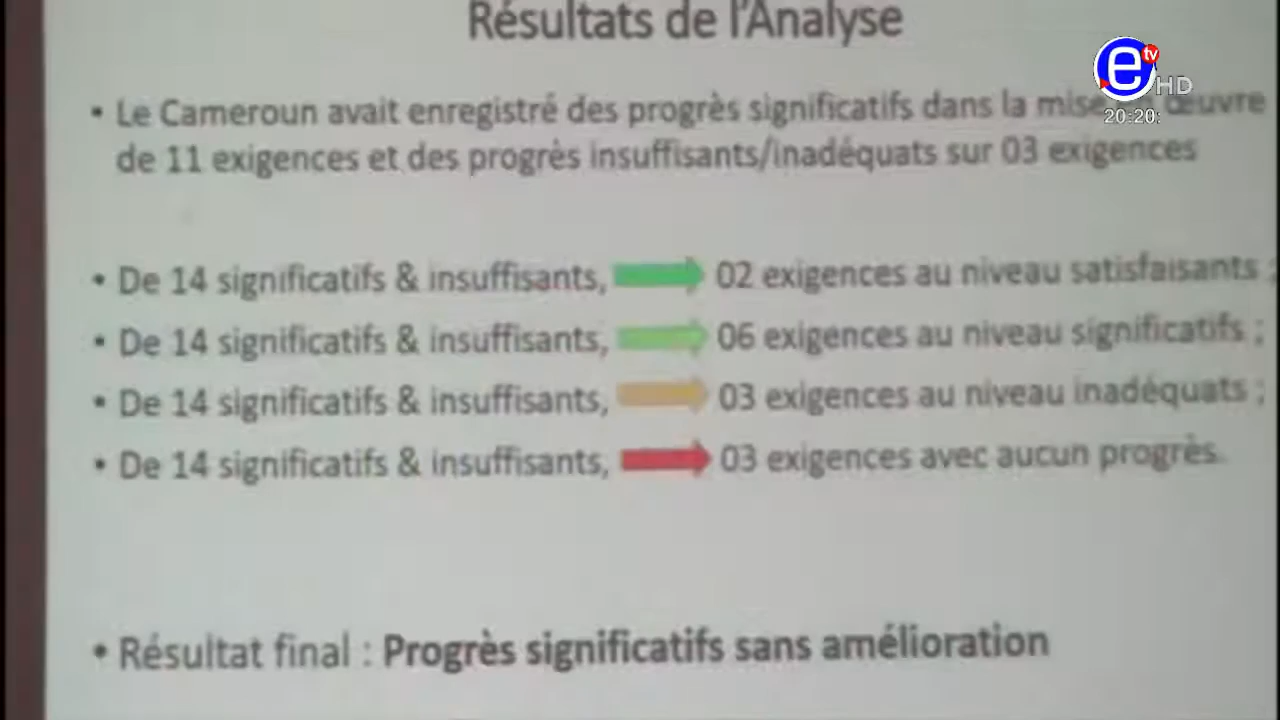 Résultats de l'Analyse
e tv HD
20:20:
• Le Cameroun avait enregistré des progrès significatifs dans la mise œuvre
de 11 exigences et des progrès insuffisants/inadéquats sur 03 exigences
• De 14 significatifs & insuffisants, 02 exigences au niveau satisfaisants ;
• De 14 significatifs & insuffisants, 06 exigences au niveau significatifs ;
• De 14 significatifs & insuffisants, 03 exigences au niveau inadéquats ;
• De 14 significatifs & insuffisants, 03 exigences avec aucun progrès.
• Résultat final : Progrès significatifs sans amélioration